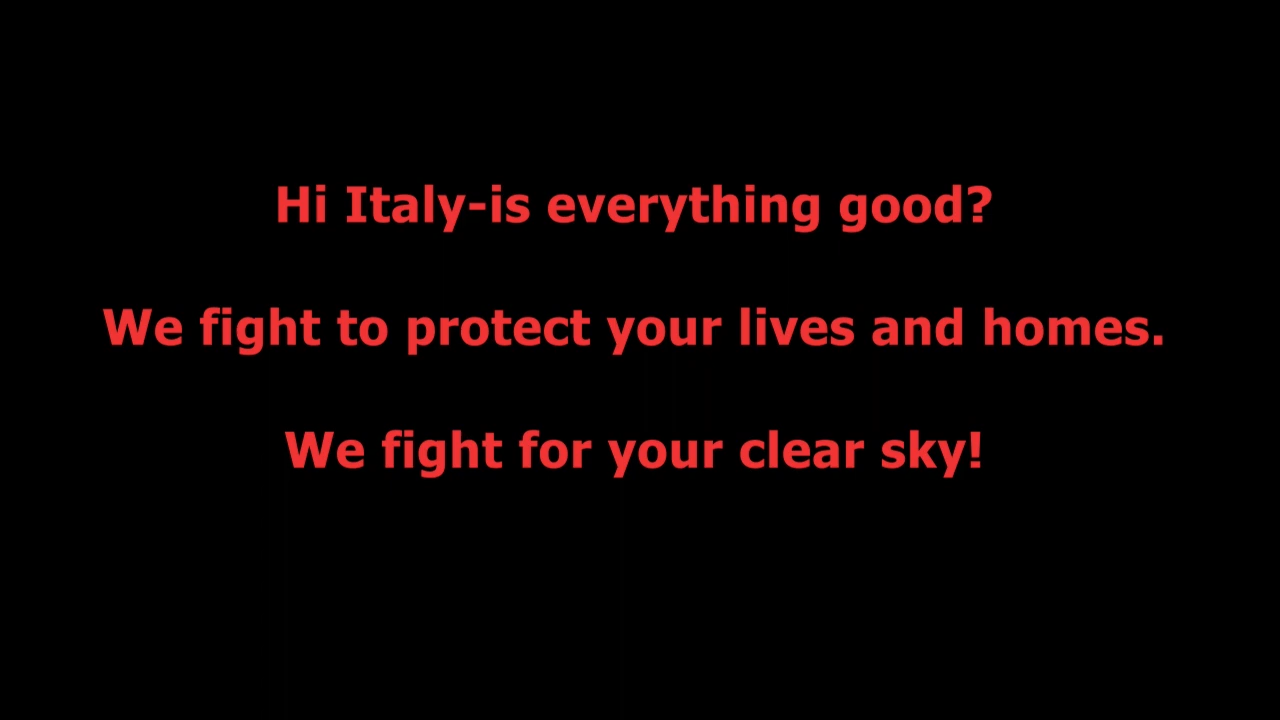 Hi Italy-is everything good?
We fight to protect your lives and homes.
We fight for your clear sky!